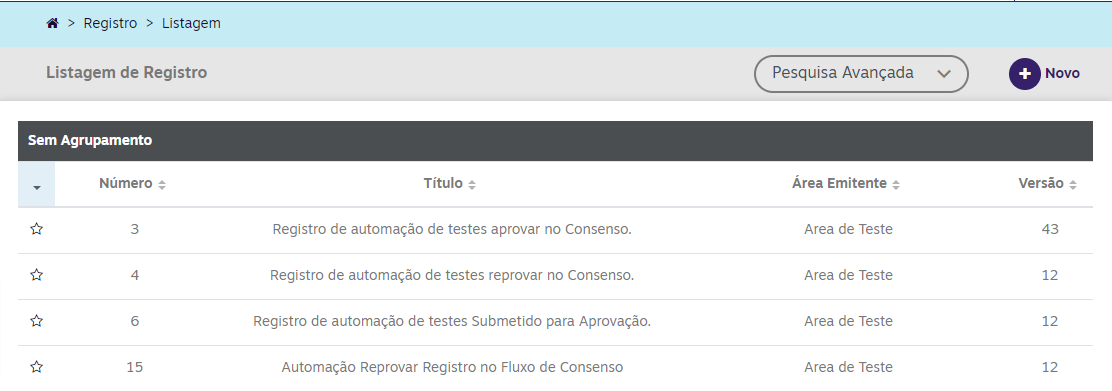 > Registro > Listagem
Listagem de Registro Pesquisa Avançada Novo
Sem Agrupamento
Número Título Área Emitente Versão
3 Registro de automação de testes aprovar no Consenso. Area de Teste 43
4 Registro de automação de testes reprovar no Consenso. Area de Teste 12
6 Registro de automação de testes Submetido para Aprovação. Area de Teste 12
15 Automação Reprovar Registro no Fluxo de Consenso Area de Teste 12